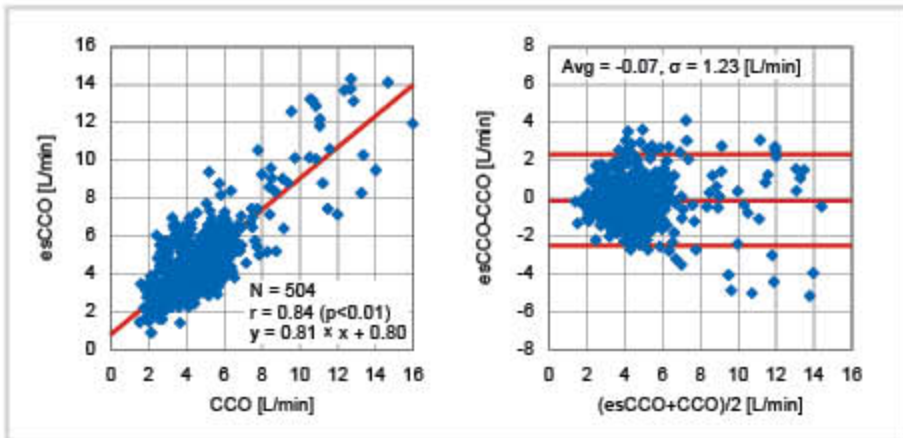 16
14
12
10
8
6
4
2
0
esCCO [L/min]
N = 504
r = 0.84 (p<0.01)
y = 0.81 × x + 0.80
0 2 4 6 8 10 12 14 16
CCO [L/min]
8
6
4
2
0
-2
-4
-6
-8
esCCO-CCO [L/min]
Avg = -0.07, σ = 1.23 [L/min]
0 2 4 6 8 10 12 14 16
(esCCO+CCO)/2 [L/min]